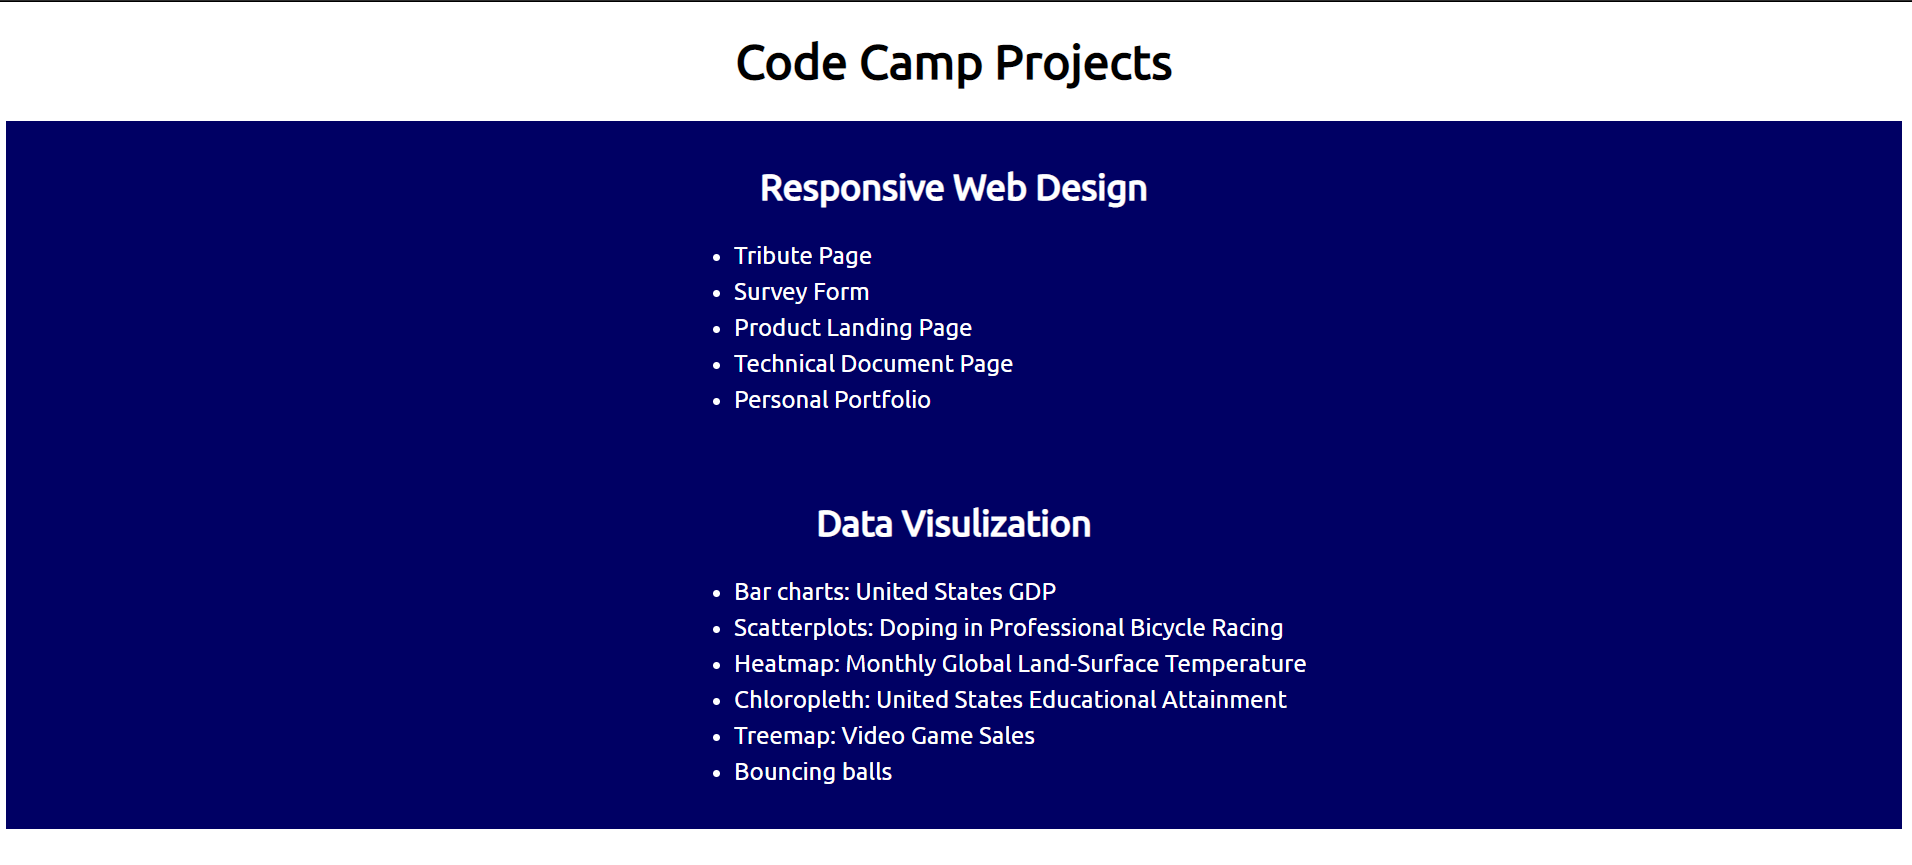 Code Camp Projects
Responsive Web Design
• Tribute Page
• Survey Form
• Product Landing Page
• Technical Document Page
• Personal Portfolio
Data Visulization
• Bar charts: United States GDP
• Scatterplots: Doping in Professional Bicycle Racing
• Heatmap: Monthly Global Land-Surface Temperature
• Chloropleth: United States Educational Attainment
• Treemap: Video Game Sales
• Bouncing balls